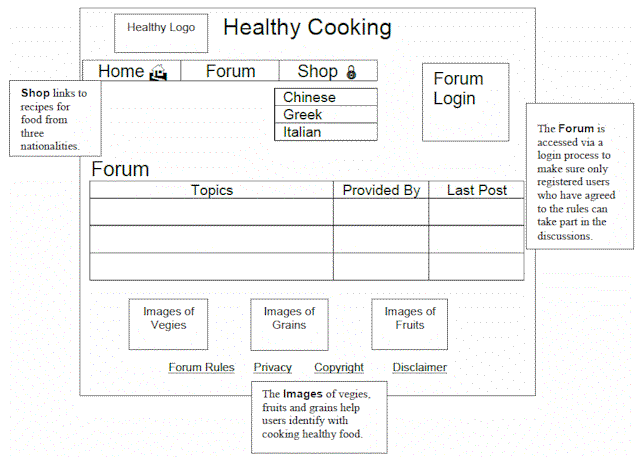 Healthy Logo
Healthy Cooking
Home
Forum
Shop
Chinese
Greek
Italian
Forum
Login
Shop links to
recipes for
food from
three
nationalities.
The Forum is
accessed via a
login process to
make sure only
registered users
who have agreed
to the rules can
take part in the
discussions.
Forum
Topics
Provided By
Last Post
Images of
Vegies
Images of
Grains
Images of
Fruits
Forum Rules
Privacy
Copyright
Disclaimer
The Images of vegies,
fruits and grains help
users identify with
cooking healthy food.